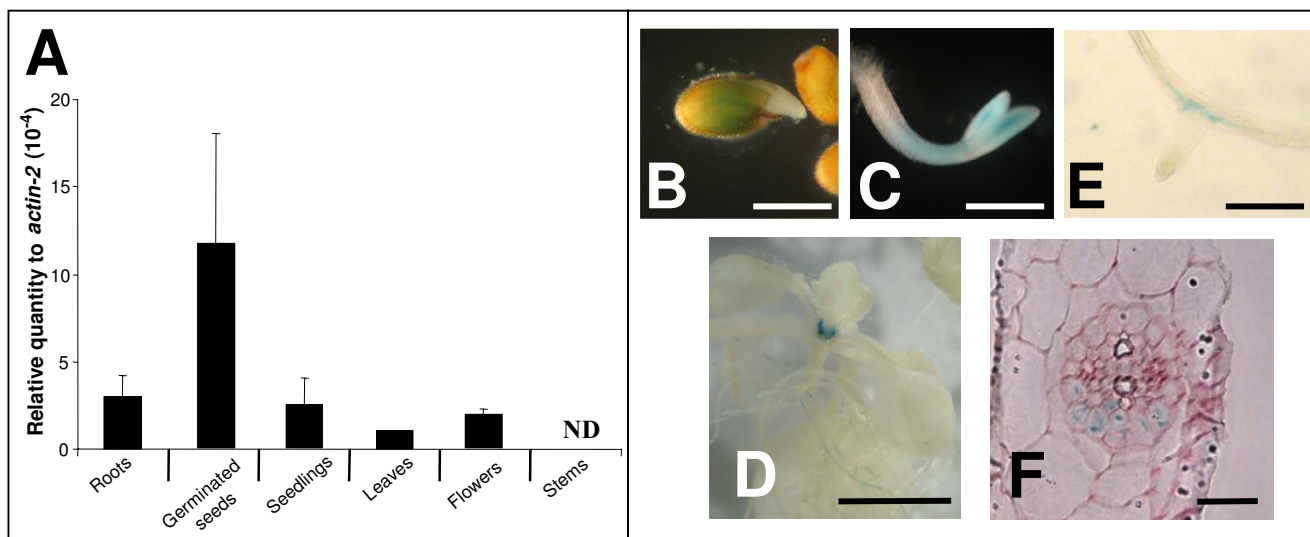 A
Relative quantity to actin-2 (10-4)
20
15
10
5
0
ND
Roots
Germinated
seeds
Seedlings
Leaves
Flowers
Stems
B
C
E
D
F